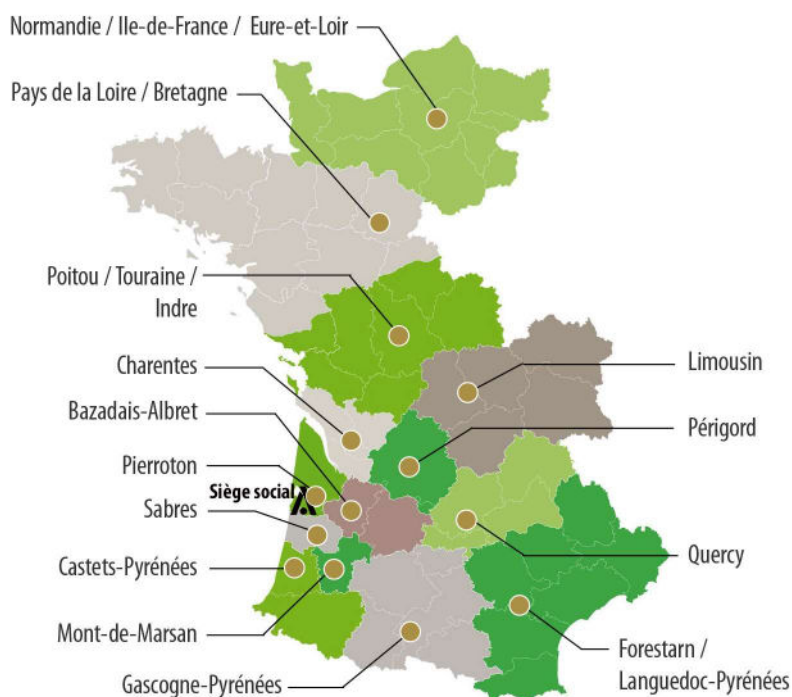 Normandie / Ile-de-France / Eure-et-Loir
Pays de la Loire / Bretagne
Poitou / Touraine /
Indre
Charentes
Limousin
Bazadais-Albret
Périgord
Pierroton
Siège social
Sabres
Castets-Pyrénées
Quercy
Mont-de-Marsan
Forestarn /
Languedoc-Pyrénées
Gascogne-Pyrénées